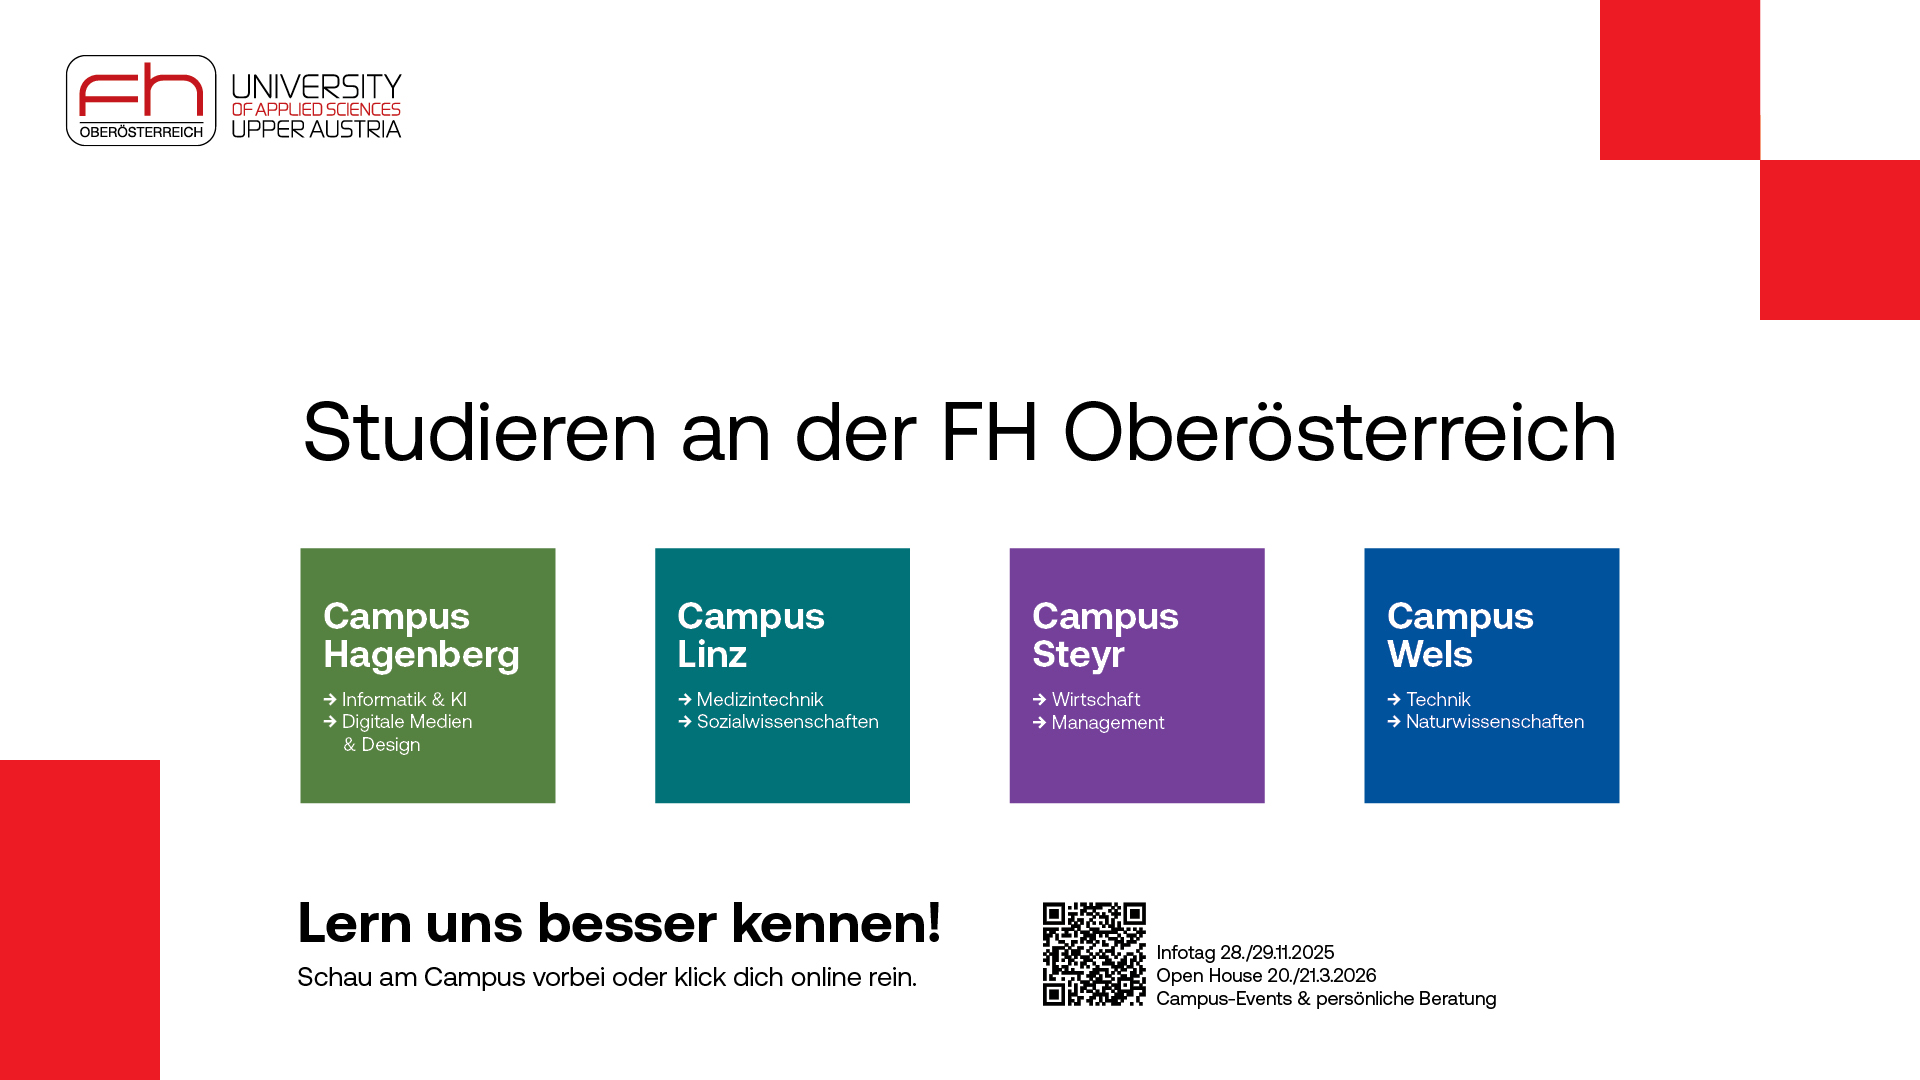 fh
OBERÖSTERREICH
UNIVERSITY
OF APPLIED SCIENCES
UPPER AUSTRIA
Studieren an der FH Oberösterreich
Campus
Hagenberg
→ Informatik & KI
→ Digitale Medien
& Design
Campus
Linz
→ Medizintechnik
→ Sozialwissenschaften
Campus
Steyr
→ Wirtschaft
→ Management
Campus
Wels
→ Technik
→ Naturwissenschaften
Lern uns besser kennen!
Schau am Campus vorbei oder klick dich online rein.
Infotag 28./29.11.2025
Open House 20./21.3.2026
Campus-Events & persönliche Beratung